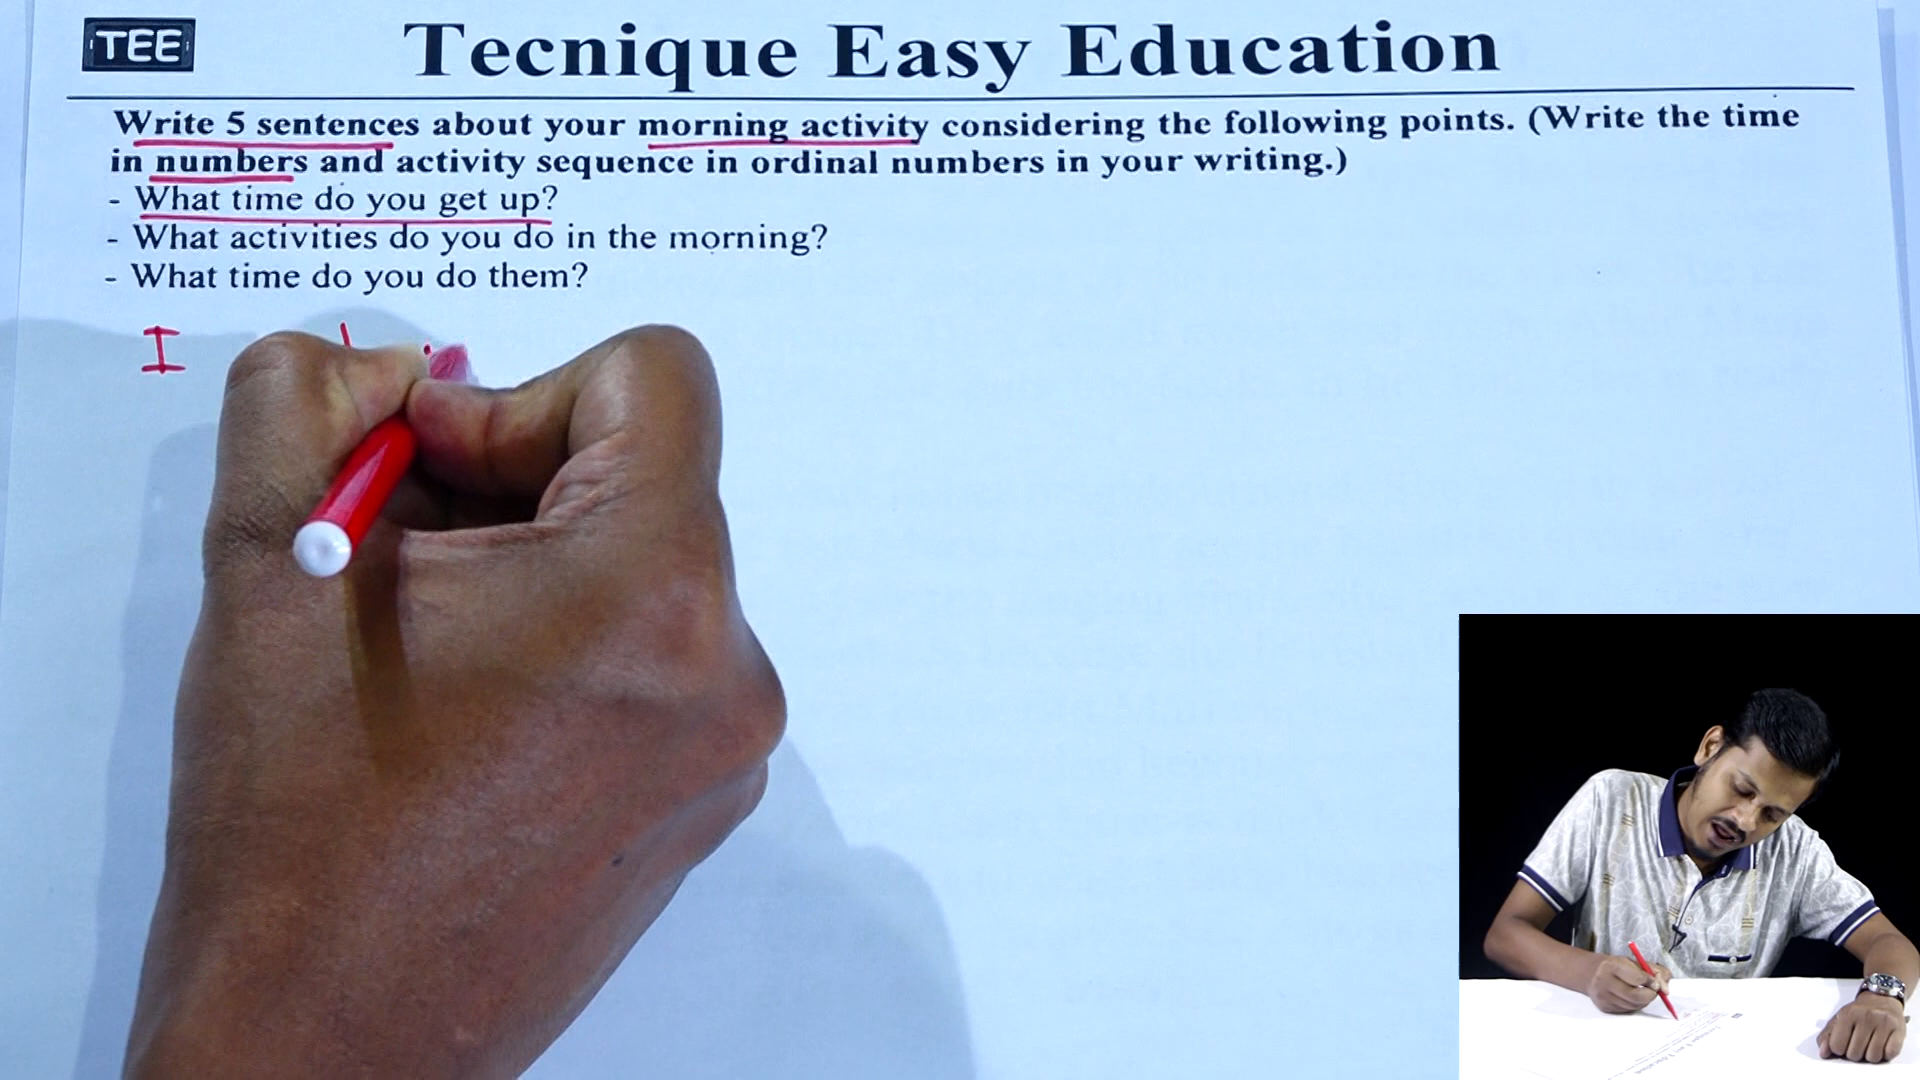 TEE
Tecnique Easy Education
Write 5 sentences about your morning activity considering the following points. (Write the time
in numbers and activity sequence in ordinal numbers in your writing.)
- What time do you get up?
- What activities do you do in the morning?
- What time do you do them?
I